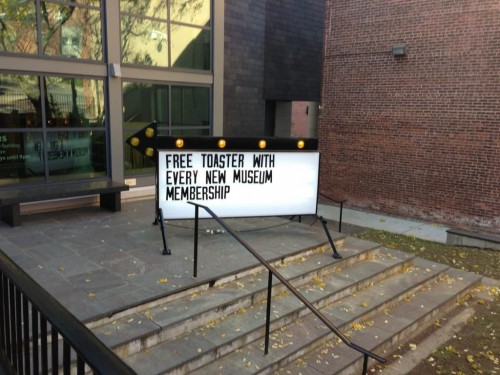 FREE TOASTER WITH
EVERY NEW MUSEUM
MEMBERSHIP